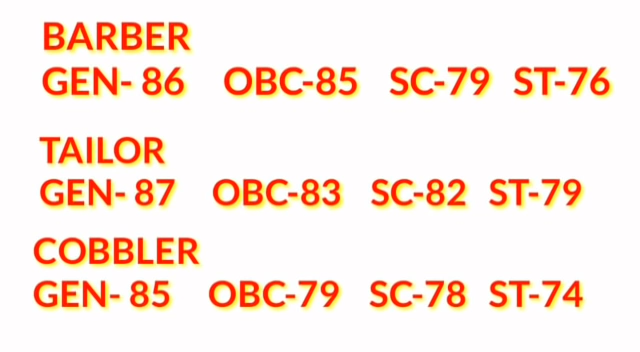 BARBER
GEN- 86 OBC-85 SC-79 ST-76
TAILOR
GEN- 87 OBC-83 SC-82 ST-79
COBBLER
GEN- 85 OBC-79 SC-78 ST-74